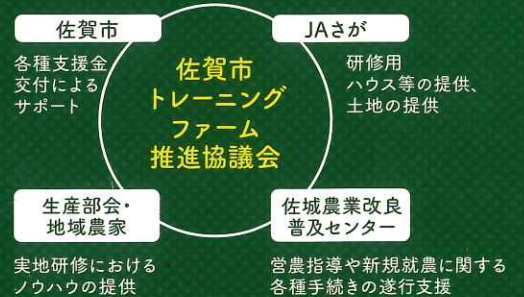 佐賀市
各種支援金
交付による
サポート
JAさが
研修用
ハウス等の提供、
土地の提供
佐賀市
トレーニング
ファーム
推進協議会
生産部会・
地域農家
実地研修における
ノウハウの提供
佐城農業改良
普及センター
営農指導や新規就農に関する
各種手続きの遂行支援